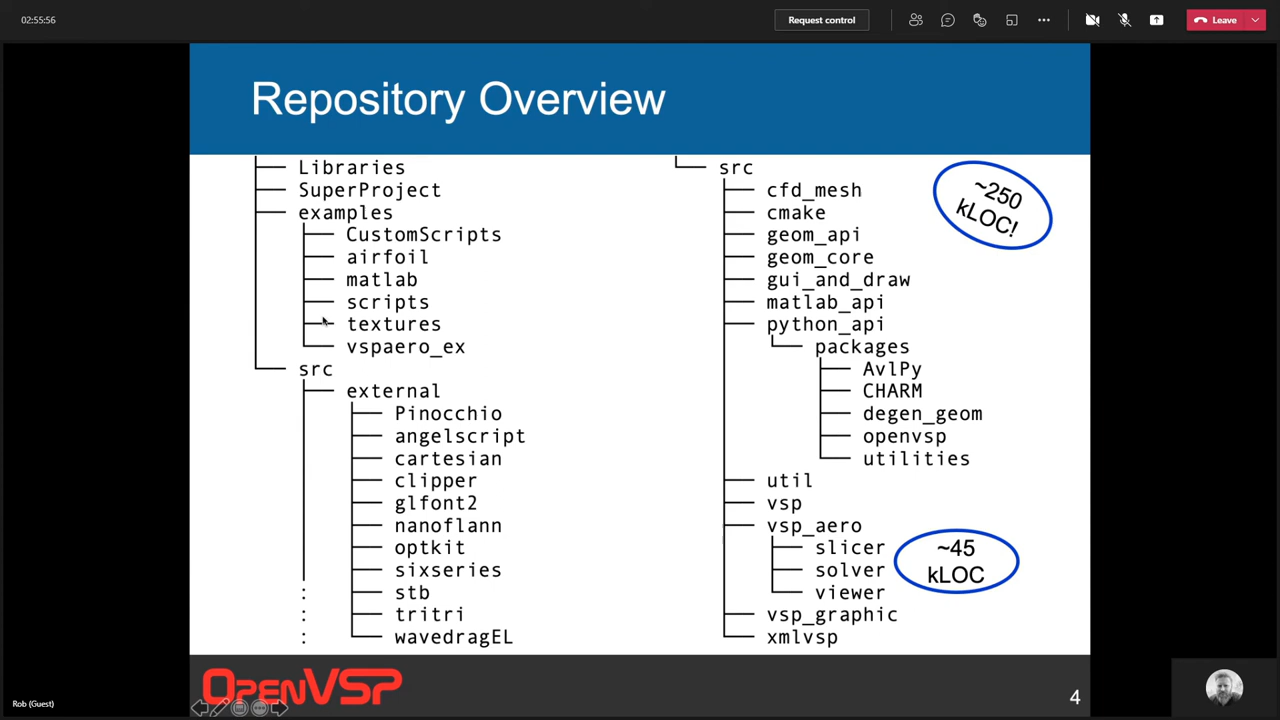 02:55:56
Request control
Leave
Repository Overview
Libraries
SuperProject
examples
CustomScripts
airfoil
matlab
scripts
textures
vspaero_ex
src
external
Pinocchio
angelscript
cartesian
clipper
glfont2
nanoflann
optkit
sixseries
: stb
: tritri
: wavedragEL
src
cfd_mesh
cmake
geom_api
geom_core
gui_and_draw
matlab_api
python_api
packages
AvlPy
CHARM
degen_geom
openvsp
utilities
util
vsp
vsp_aero
slicer
solver
viewer
vsp_graphic
xmlvsp
~250
kLOC!
~45
kLOC
OPENVSP
4
Rob (Guest)